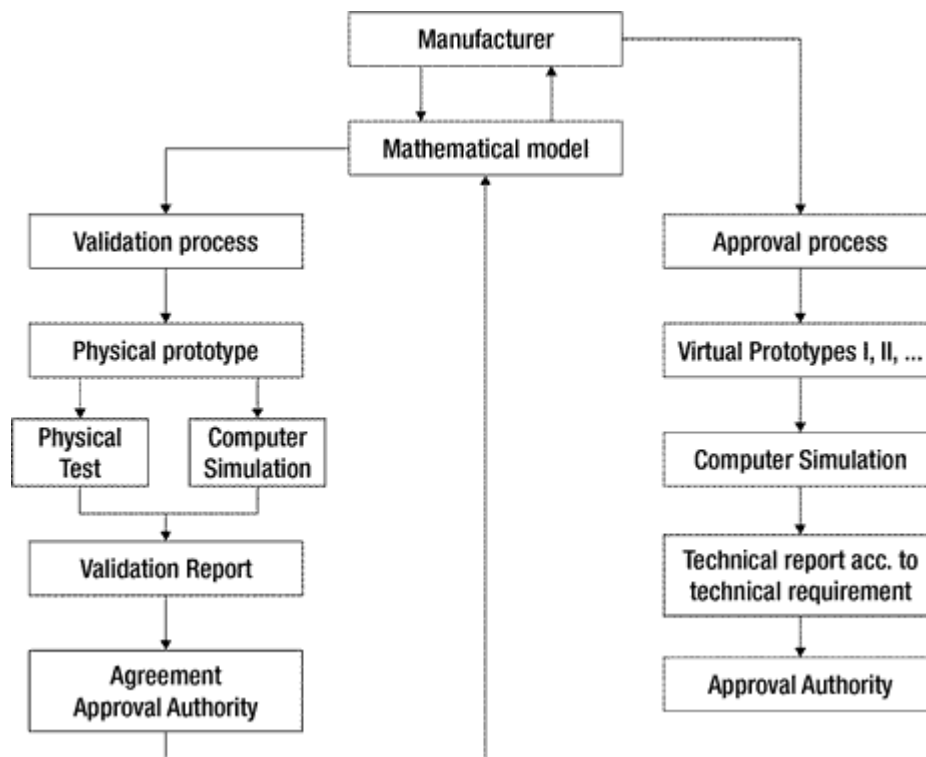 Manufacturer
Mathematical model
Validation process
Physical prototype
Physical
Test
Computer
Simulation
Validation Report
Agreement
Approval Authority
Approval process
Virtual Prototypes I, II, ...
Computer Simulation
Technical report acc. to
technical requirement
Approval Authority